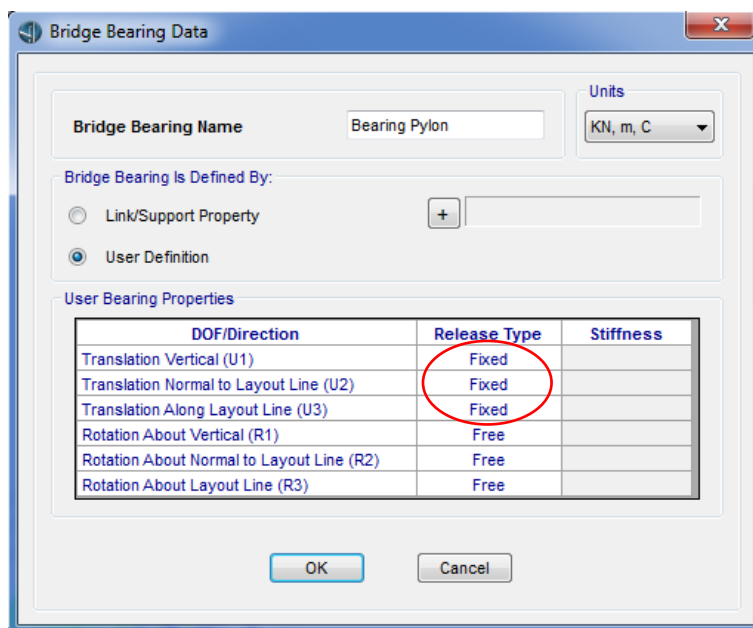 Bridge Bearing Data
Units
Bridge Bearing Name Bearing Pylon KN, m, C
Bridge Bearing Is Defined By:
Link/Support Property +
User Definition
User Bearing Properties
DOF/Direction Release Type Stiffness
Translation Vertical (U1) Fixed
Translation Normal to Layout Line (U2) Fixed
Translation Along Layout Line (U3) Fixed
Rotation About Vertical (R1) Free
Rotation About Normal to Layout Line (R2) Free
Rotation About Layout Line (R3) Free
OK Cancel